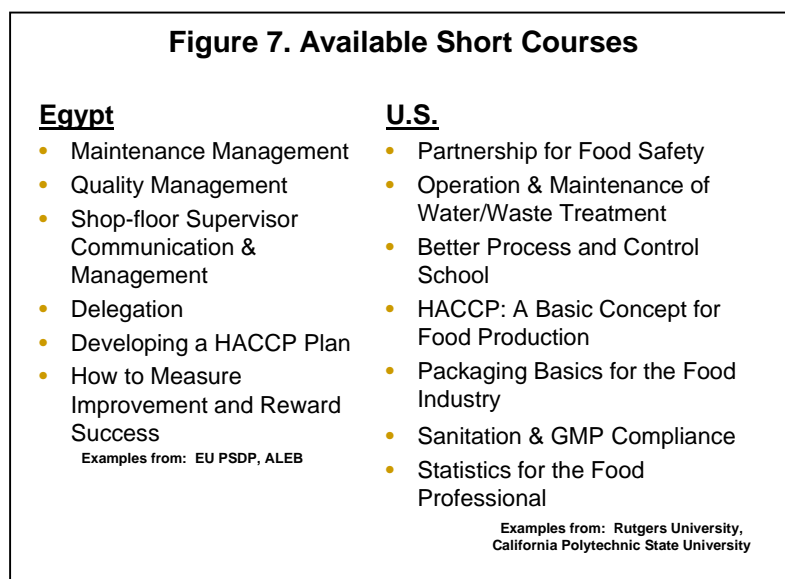 Figure 7. Available Short Courses
Egypt
• Maintenance Management
• Quality Management
• Shop-floor Supervisor
Communication &
Management
• Delegation
• Developing a HACCP Plan
• How to Measure
Improvement and Reward
Success
Examples from: EU PSDP, ALEB
U.S.
• Partnership for Food Safety
• Operation & Maintenance of
Water/Waste Treatment
• Better Process and Control
School
• HACCP: A Basic Concept for
Food Production
• Packaging Basics for the Food
Industry
• Sanitation & GMP Compliance
• Statistics for the Food
Professional
Examples from: Rutgers University,
California Polytechnic State University